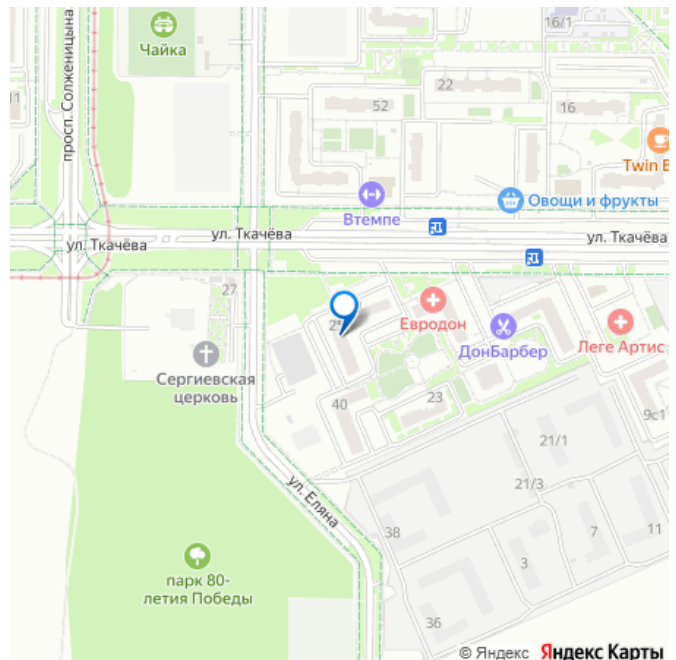 16/1
Чайка
просп. Солженицына
11
22
52
16
Twin B
Втемпе
Овощи и фрукты
ул. Ткачёва
ул. Ткачёва
ул. Ткачёва
27
Евродон
ДонБарбер
Леге Артис
Сергиевская
церковь
40
23
9с1
21/1
ул. Еляна
21/3
38
7
11
3
парк 80-
летия Победы
36
© Яндекс Яндекс Карты